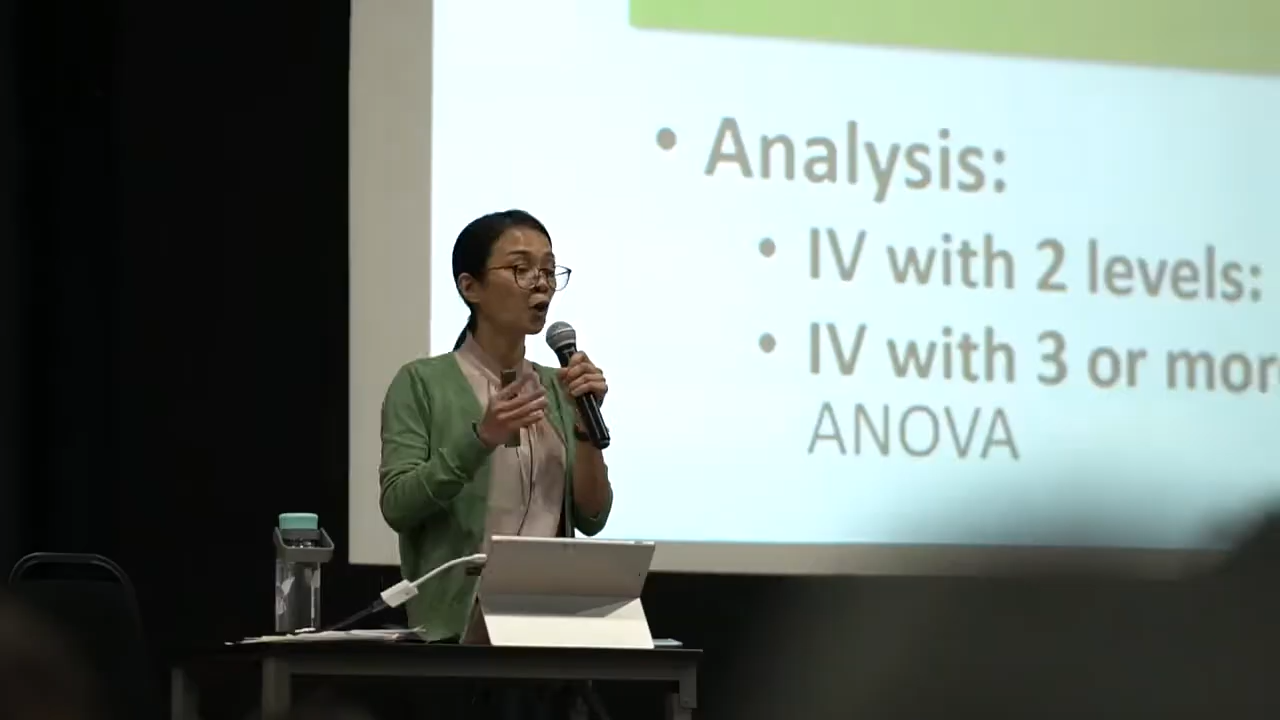 • Analysis:
• IV with 2 levels:
• IV with 3 or mor
ANOVA